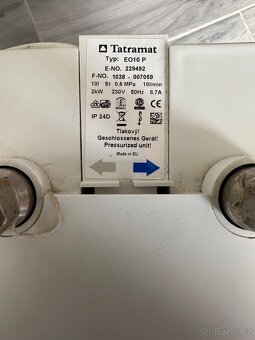 Tatramat
Typ: EO10 P
E-NO. 229492
F-NO. 1038 - 007059
10l St 0,6 MPa 10l/min
2kW 230V 50Hz 8,7A
IP 24D
Tlakový!
Geschlossenes Gerät!
Pressurized unit!
Made in EU